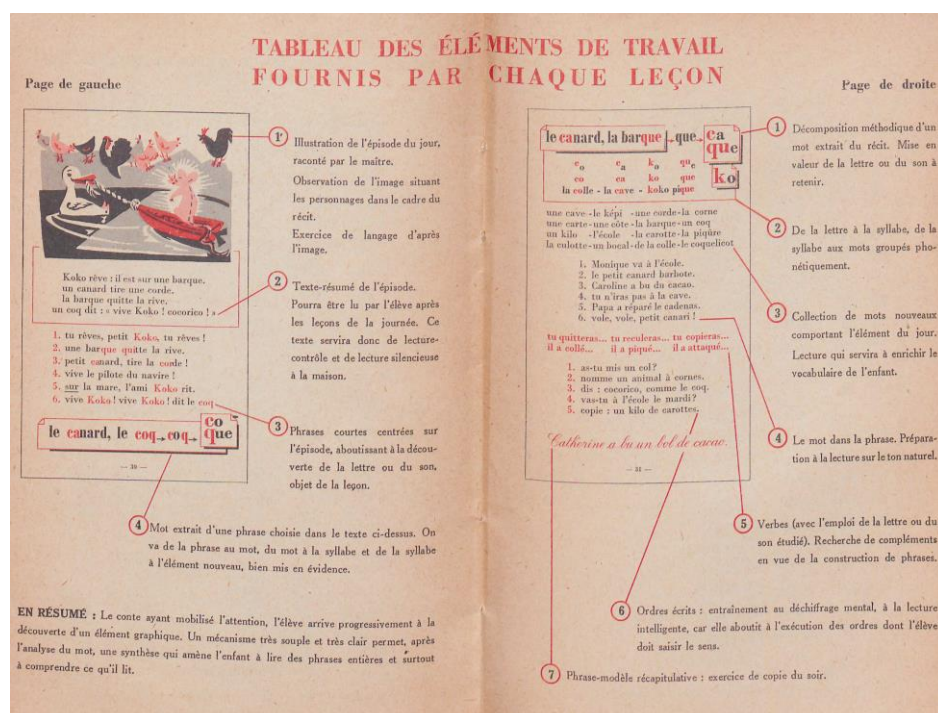 TABLEAU DES ÉLÉMENTS DE TRAVAIL
FOURNIS PAR CHAQUE LEÇON
Page de gauche
Koko rêve : il est sur une barque.
un canard tire une corde.
la barque quitte la rive.
un coq dit : « vive Koko ! cocorico ! »
1. tu rêves, petit Koko, tu rêves !
2. une barque quitte la rive.
3. petit canard, tire la corde !
4. vive le pilote du navire !
5. sur la mare, l'ami Koko rit.
6. vive Koko ! vive Koko ! dit le coq
le canard, le coq → coq → co que
— 30 —
1 Illustration de l'épisode du jour,
raconté par le maître.
Observation de l'image situant
les personnages dans le cadre du
récit.
Exercice de langage d'après
l'image.
2 Texte-résumé de l'épisode.
Pourra être lu par l'élève après
les leçons de la journée. Ce
texte servira donc de lecture-
contrôle et de lecture silencieuse
à la maison.
3 Phrases courtes centrées sur
l'épisode, aboutissant à la décou-
verte de la lettre ou du son,
objet de la leçon.
4 Mot extrait d'une phrase choisie dans le texte ci-dessus. On
va de la phrase au mot, du mot à la syllabe et de la syllabe
à l'élément nouveau, bien mis en évidence.
EN RÉSUMÉ : Le conte ayant mobilisé l'attention, l'élève arrive progressivement à la
découverte d'un élément graphique. Un mécanisme très souple et très clair permet, après
l'analyse du mot, une synthèse qui amène l'enfant à lire des phrases entières et surtout
à comprendre ce qu'il lit.
Page de droite
le canard, la barque → que → ca que
co ca ko que
co ca ko que
ko
la colle - la cave - koko pique
une cave - le képi - une corde - la corne
une carte - une côte - la barque - un coq
un kilo - l'école - la carotte - la piqûre
la culotte - un bocal - de la colle - le coquelicot
1. Monique va à l'école.
2. le petit canard barbote.
3. Caroline a bu du cacao.
4. tu n'iras pas à la cave.
5. Papa a réparé le cadenas.
6. vole, vole, petit canari !
tu quitteras... tu reculeras... tu copieras...
il a collé... il a piqué... il a attaqué...
1. as-tu mis un col ?
2. nomme un animal à cornes.
3. dis : cocorico, comme le coq.
4. vas-tu à l'école le mardi ?
5. copie : un kilo de carottes.
Catherine a bu un bol de cacao.
— 31 —
1 Décomposition méthodique d'un
mot extrait du récit. Mise en
valeur de la lettre ou du son à
retenir.
2 De la lettre à la syllabe, de la
syllabe aux mots groupés pho-
nétiquement.
3 Collection de mots nouveaux
comportant l'élément du jour.
Lecture qui servira à enrichir le
vocabulaire de l'enfant.
4 Le mot dans la phrase. Prépara-
tion à la lecture sur le ton naturel.
5 Verbes (avec l'emploi de la lettre ou du
son étudié). Recherche de compléments
en vue de la construction de phrases.
6 Ordres écrits : entraînement au déchiffrage mental, à la lecture
intelligente, car elle aboutit à l'exécution des ordres dont l'élève
doit saisir le sens.
7 Phrase-modèle récapitulative : exercice de copie du soir.